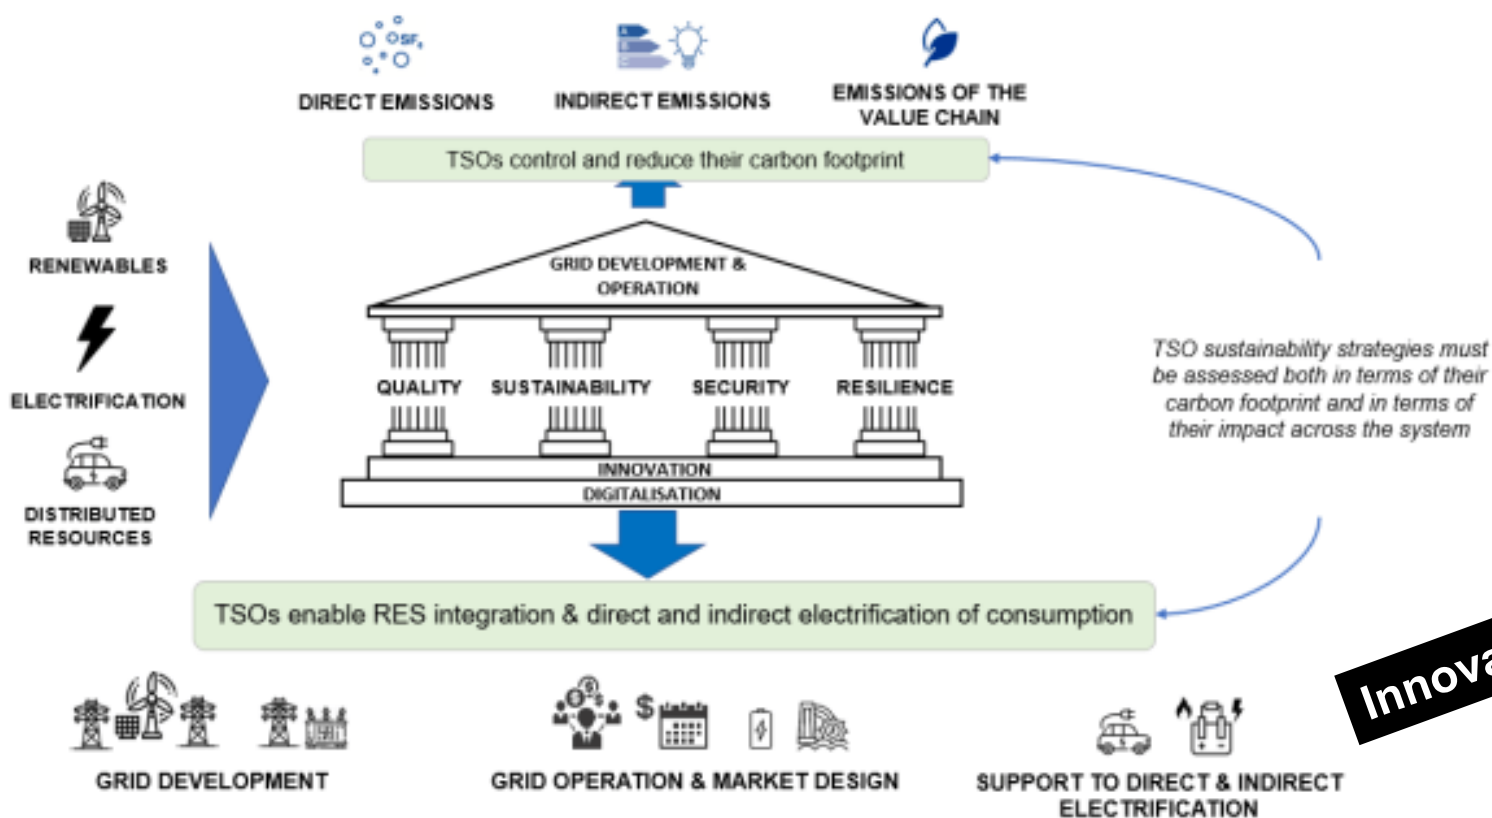 SF₆
A
B
C
DIRECT EMISSIONS
INDIRECT EMISSIONS
EMISSIONS OF THE
VALUE CHAIN
TSOs control and reduce their carbon footprint
RENEWABLES
ELECTRIFICATION
DISTRIBUTED
RESOURCES
GRID DEVELOPMENT &
OPERATION
QUALITY
SUSTAINABILITY
SECURITY
RESILIENCE
INNOVATION
DIGITALISATION
TSO sustainability strategies must
be assessed both in terms of their
carbon footprint and in terms of
their impact across the system
TSOs enable RES integration & direct and indirect electrification of consumption
$
GRID DEVELOPMENT
GRID OPERATION & MARKET DESIGN
SUPPORT TO DIRECT & INDIRECT
ELECTRIFICATION